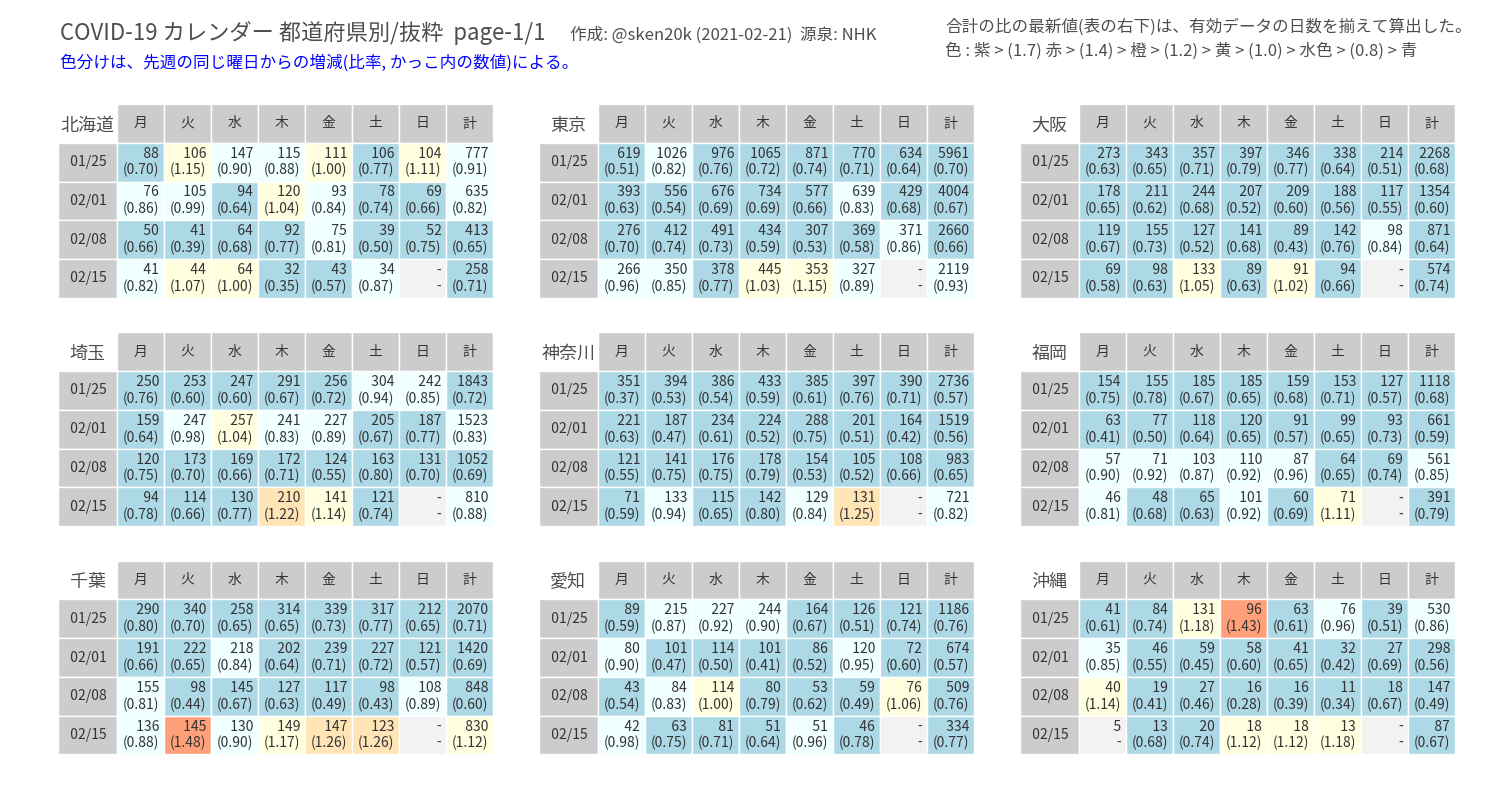 COVID-19 カレンダー 都道府県別/抜粋 page-1/1 作成: @sken20k (2021-02-21) 源泉: NHK
合計の比の最新値(表の右下)は、有効データの日数を揃えて算出した。
色分けは、先週の同じ曜日からの増減(比率, かっこ内の数値)による。
色 : 紫 > (1.7) 赤 > (1.4) > 橙 > (1.2) > 黄 > (1.0) > 水色 > (0.8) > 青
北海道 月 火 水 木 金 土 日 計
01/25 88 106 147 115 111 106 104 777
(0.70) (1.15) (0.90) (0.88) (1.00) (0.77) (1.11) (0.91)
02/01 76 105 94 120 93 78 69 635
(0.86) (0.99) (0.64) (1.04) (0.84) (0.74) (0.66) (0.82)
02/08 50 41 64 92 75 39 52 413
(0.66) (0.39) (0.68) (0.77) (0.81) (0.50) (0.75) (0.65)
02/15 41 44 64 32 43 34 - 258
(0.82) (1.07) (1.00) (0.35) (0.57) (0.87) - (0.71)
東京 月 火 水 木 金 土 日 計
01/25 619 1026 976 1065 871 770 634 5961
(0.51) (0.82) (0.76) (0.72) (0.74) (0.71) (0.64) (0.70)
02/01 393 556 676 734 577 639 429 4004
(0.63) (0.54) (0.69) (0.69) (0.66) (0.83) (0.68) (0.67)
02/08 276 412 491 434 307 369 371 2660
(0.70) (0.74) (0.73) (0.59) (0.53) (0.58) (0.86) (0.66)
02/15 266 350 378 445 353 327 - 2119
(0.96) (0.85) (0.77) (1.03) (1.15) (0.89) - (0.93)
大阪 月 火 水 木 金 土 日 計
01/25 273 343 357 397 346 338 214 2268
(0.63) (0.65) (0.71) (0.79) (0.77) (0.64) (0.51) (0.68)
02/01 178 211 244 207 209 188 117 1354
(0.65) (0.62) (0.68) (0.52) (0.60) (0.56) (0.55) (0.60)
02/08 119 155 127 141 89 142 98 871
(0.67) (0.73) (0.52) (0.68) (0.43) (0.76) (0.84) (0.64)
02/15 69 98 133 89 91 94 - 574
(0.58) (0.63) (1.05) (0.63) (1.02) (0.66) - (0.74)
埼玉 月 火 水 木 金 土 日 計
01/25 250 253 247 291 256 304 242 1843
(0.76) (0.60) (0.60) (0.67) (0.72) (0.94) (0.85) (0.72)
02/01 159 247 257 241 227 205 187 1523
(0.64) (0.98) (1.04) (0.83) (0.89) (0.67) (0.77) (0.83)
02/08 120 173 169 172 124 163 131 1052
(0.75) (0.70) (0.66) (0.71) (0.55) (0.80) (0.70) (0.69)
02/15 94 114 130 210 141 121 - 810
(0.78) (0.66) (0.77) (1.22) (1.14) (0.74) - (0.88)
神奈川 月 火 水 木 金 土 日 計
01/25 351 394 386 433 385 397 390 2736
(0.37) (0.53) (0.54) (0.59) (0.61) (0.76) (0.71) (0.57)
02/01 221 187 234 224 288 201 164 1519
(0.63) (0.47) (0.61) (0.52) (0.75) (0.51) (0.42) (0.56)
02/08 121 141 176 178 154 105 108 983
(0.55) (0.75) (0.75) (0.79) (0.53) (0.52) (0.66) (0.65)
02/15 71 133 115 142 129 131 - 721
(0.59) (0.94) (0.65) (0.80) (0.84) (1.25) - (0.82)
福岡 月 火 水 木 金 土 日 計
01/25 154 155 185 185 159 153 127 1118
(0.75) (0.78) (0.67) (0.65) (0.68) (0.71) (0.57) (0.68)
02/01 63 77 118 120 91 99 93 661
(0.41) (0.50) (0.64) (0.65) (0.57) (0.65) (0.73) (0.59)
02/08 57 71 103 110 87 64 69 561
(0.90) (0.92) (0.87) (0.92) (0.96) (0.65) (0.74) (0.85)
02/15 46 48 65 101 60 71 - 391
(0.81) (0.68) (0.63) (0.92) (0.69) (1.11) - (0.79)
千葉 月 火 水 木 金 土 日 計
01/25 290 340 258 314 339 317 212 2070
(0.80) (0.70) (0.65) (0.65) (0.73) (0.77) (0.65) (0.71)
02/01 191 222 218 202 239 227 121 1420
(0.66) (0.65) (0.84) (0.64) (0.71) (0.72) (0.57) (0.69)
02/08 155 98 145 127 117 98 108 848
(0.81) (0.44) (0.67) (0.63) (0.49) (0.43) (0.89) (0.60)
02/15 136 145 130 149 147 123 - 830
(0.88) (1.48) (0.90) (1.17) (1.26) (1.26) - (1.12)
愛知 月 火 水 木 金 土 日 計
01/25 89 215 227 244 164 126 121 1186
(0.59) (0.87) (0.92) (0.90) (0.67) (0.51) (0.74) (0.76)
02/01 80 101 114 101 86 120 72 674
(0.90) (0.47) (0.50) (0.41) (0.52) (0.95) (0.60) (0.57)
02/08 43 84 114 80 53 59 76 509
(0.54) (0.83) (1.00) (0.79) (0.62) (0.49) (1.06) (0.76)
02/15 42 63 81 51 51 46 - 334
(0.98) (0.75) (0.71) (0.64) (0.96) (0.78) - (0.77)
沖縄 月 火 水 木 金 土 日 計
01/25 41 84 131 96 63 76 39 530
(0.61) (0.74) (1.18) (1.43) (0.61) (0.96) (0.51) (0.86)
02/01 35 46 59 58 41 32 27 298
(0.85) (0.55) (0.45) (0.60) (0.65) (0.42) (0.69) (0.56)
02/08 40 19 27 16 16 11 18 147
(1.14) (0.41) (0.46) (0.28) (0.39) (0.34) (0.67) (0.49)
02/15 5 13 20 18 18 13 - 87
- (0.68) (0.74) (1.12) (1.12) (1.18) - (0.67)